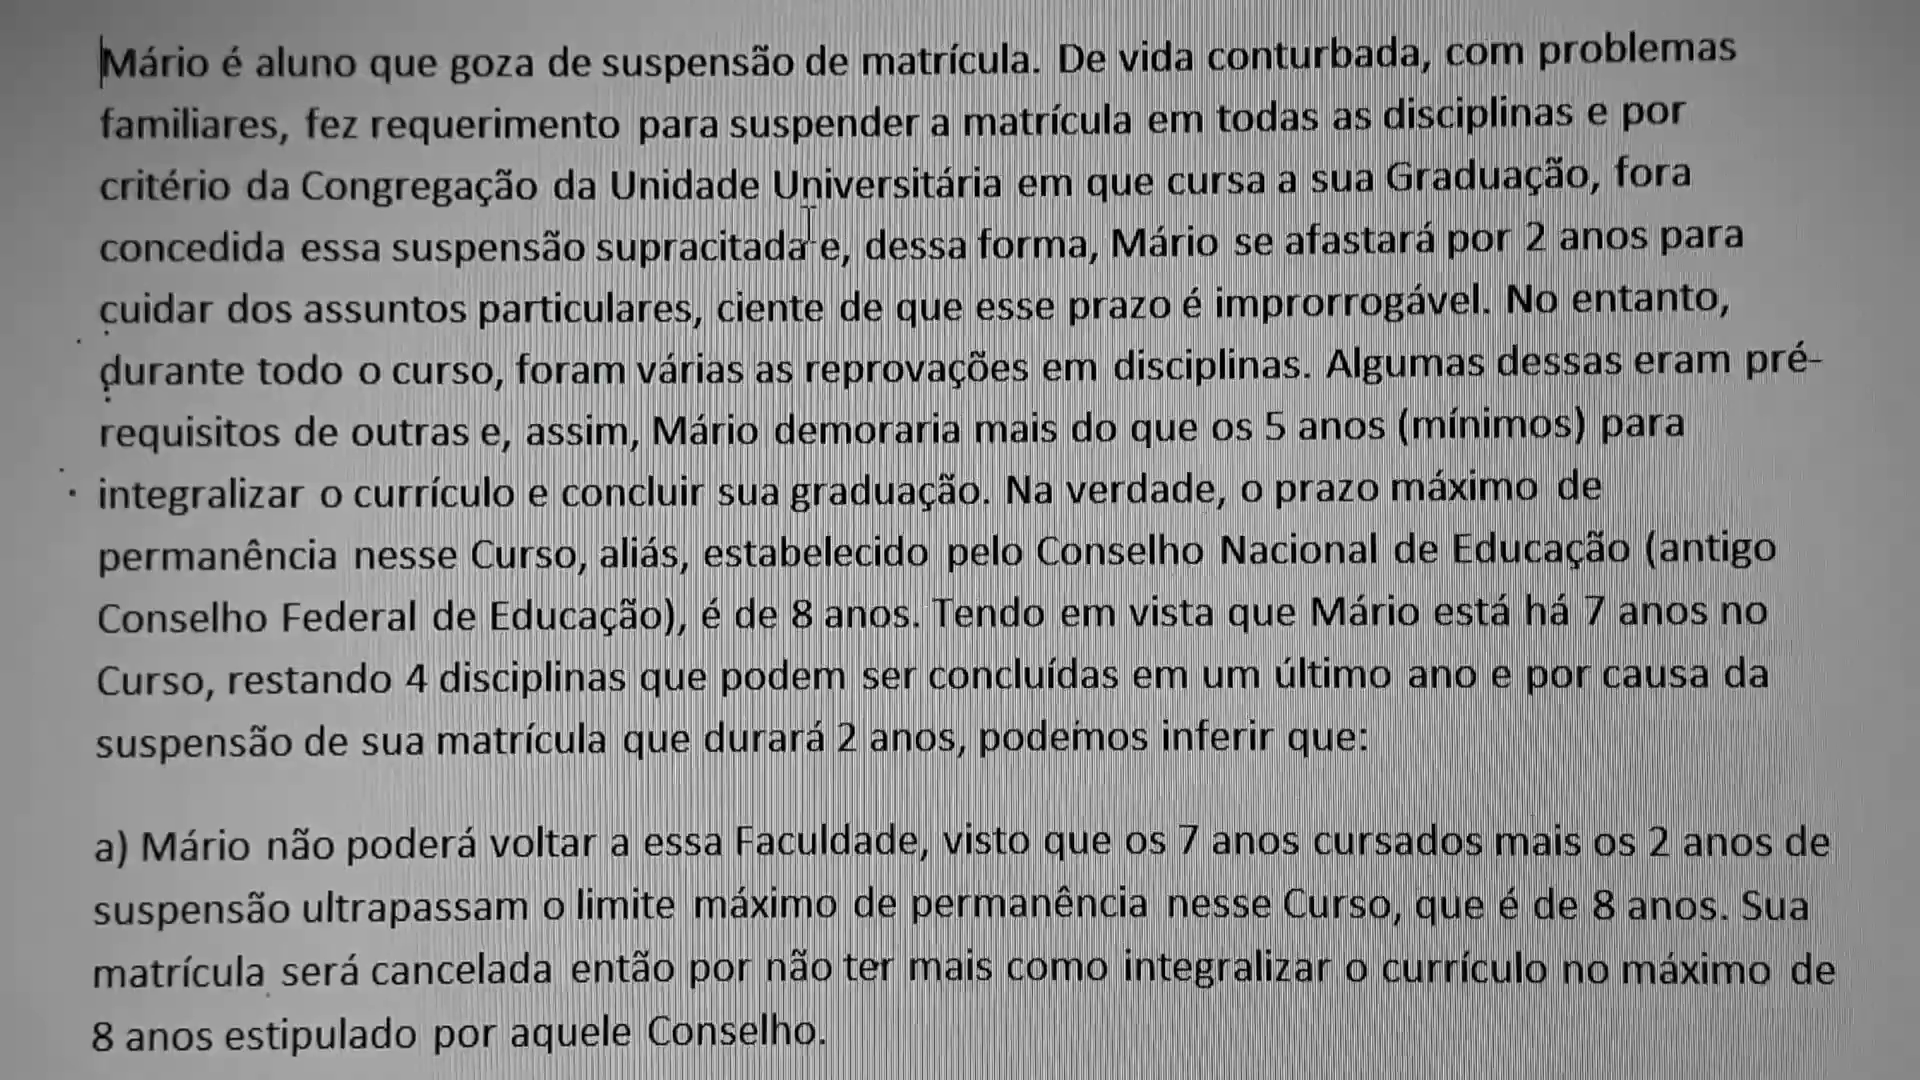 Mário é aluno que goza de suspensão de matrícula. De vida conturbada, com problemas
familiares, fez requerimento para suspender a matrícula em todas as disciplinas e por
critério da Congregação da Unidade Universitária em que cursa a sua Graduação, fora
concedida essa suspensão supracitada e, dessa forma, Mário se afastará por 2 anos para
cuidar dos assuntos particulares, ciente de que esse prazo é improrrogável. No entanto,
durante todo o curso, foram várias as reprovações em disciplinas. Algumas dessas eram pré-
requisitos de outras e, assim, Mário demoraria mais do que os 5 anos (mínimos) para
integralizar o currículo e concluir sua graduação. Na verdade, o prazo máximo de
permanência nesse Curso, aliás, estabelecido pelo Conselho Nacional de Educação (antigo
Conselho Federal de Educação), é de 8 anos. Tendo em vista que Mário está há 7 anos no
Curso, restando 4 disciplinas que podem ser concluídas em um último ano e por causa da
suspensão de sua matrícula que durará 2 anos, podemos inferir que:
a) Mário não poderá voltar a essa Faculdade, visto que os 7 anos cursados mais os 2 anos de
suspensão ultrapassam o limite máximo de permanência nesse Curso, que é de 8 anos. Sua
matrícula será cancelada então por não ter mais como integralizar o currículo no máximo de
8 anos estipulado por aquele Conselho.